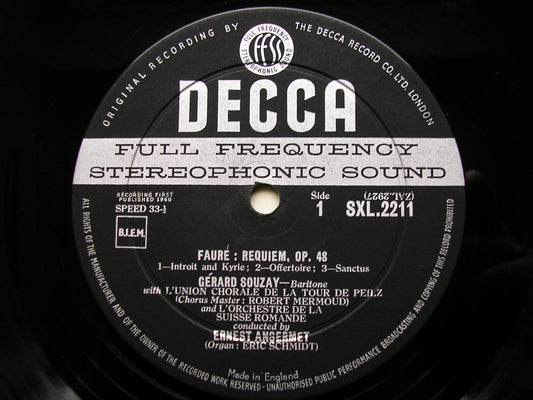 ORIGINAL RECORDING BY
THE DECCA RECORD CO. LTD. LONDON
FULL FREQUENCY
ffss
STEREOPHONIC SOUND
DECCA
FULL FREQUENCY
STEREOPHONIC SOUND
RECORDING FIRST
PUBLISHED 1960
SPEED 33⅓
B.I.E.M.
Side
1
(ZAL.2927)
SXL.2211
FAURÉ : REQUIEM, OP. 48
1—Introit and Kyrie; 2—Offertoire; 3—Sanctus
GÉRARD SOUZAY—Baritone
with L'UNION CHORALE DE LA TOUR DE PEILZ
(Chorus Master: ROBERT MERMOUD)
and L'ORCHESTRE DE LA
SUISSE ROMANDE
conducted by
ERNEST ANSERMET
(Organ: ERIC SCHMIDT)
ALL RIGHTS OF THE MANUFACTURER AND OF THE OWNER OF THE RECORDED WORK RESERVED - UNAUTHORISED PUBLIC PERFORMANCE BROADCASTING AND COPYING OF THIS RECORD PROHIBITED
Made in England